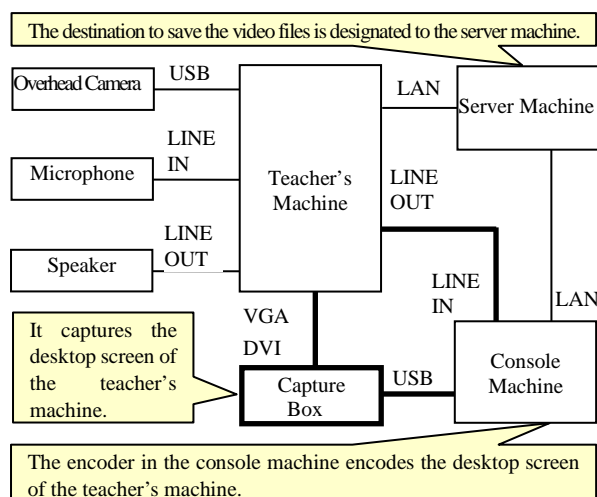 The destination to save the video files is designated to the server machine.
Overhead Camera
USB
LAN
Server Machine
LINE
IN
Microphone
Teacher's
Machine
LINE
OUT
LINE
OUT
Speaker
LINE
IN
LAN
It captures the
desktop screen of
the teacher's
machine.
VGA
DVI
Capture
Box
USB
Console
Machine
The encoder in the console machine encodes the desktop screen
of the teacher's machine.